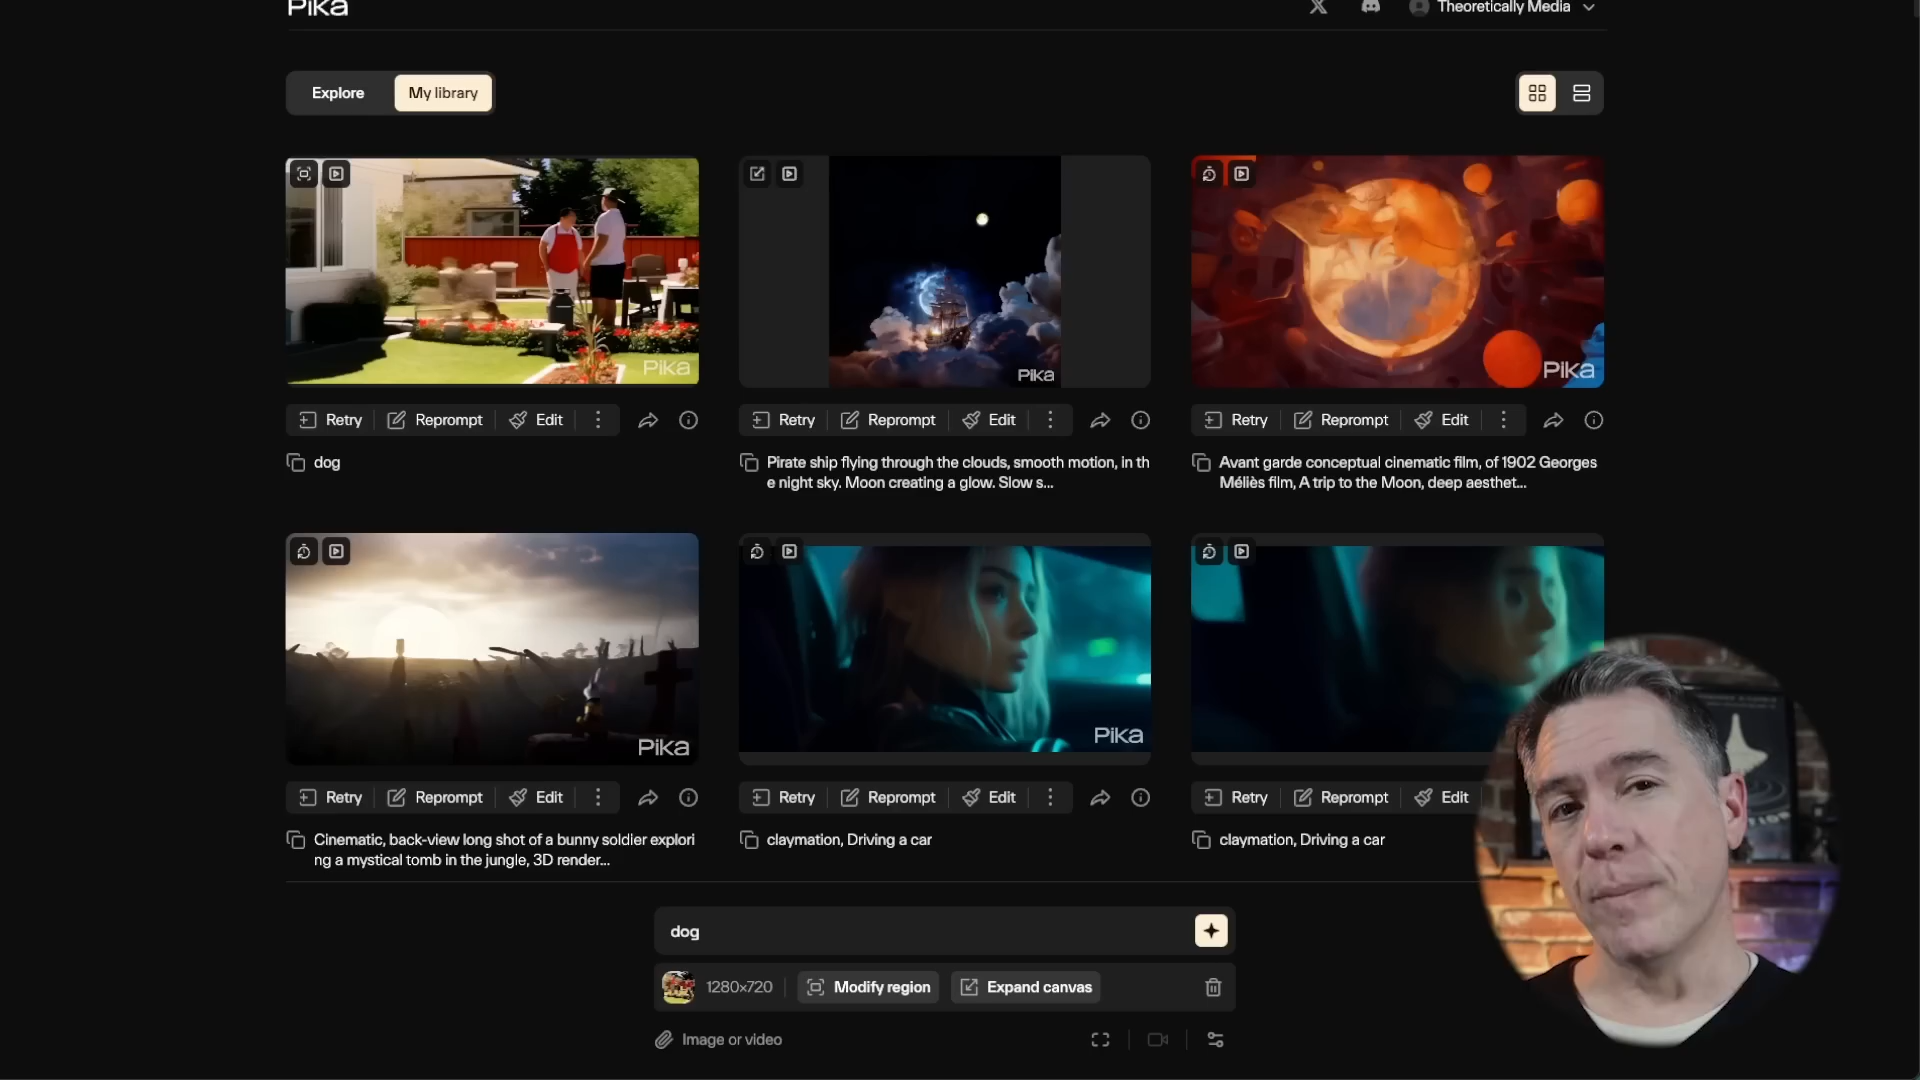 Pika
Theoretically Media
Explore
My library
Pika
Pika
Pika
Retry
Reprompt
Edit
Retry
Reprompt
Edit
Retry
Reprompt
Edit
dog
Pirate ship flying through the clouds, smooth motion, in th
e night sky. Moon creating a glow. Slow s...
Avant garde conceptual cinematic film, of 1902 Georges
Méliès film, A trip to the Moon, deep aesthet...
Pika
Pika
Retry
Reprompt
Edit
Retry
Reprompt
Edit
Retry
Reprompt
Edit
Cinematic, back-view long shot of a bunny soldier explori
ng a mystical tomb in the jungle, 3D render...
claymation, Driving a car
claymation, Driving a car
dog
1280×720
Modify region
Expand canvas
Image or video